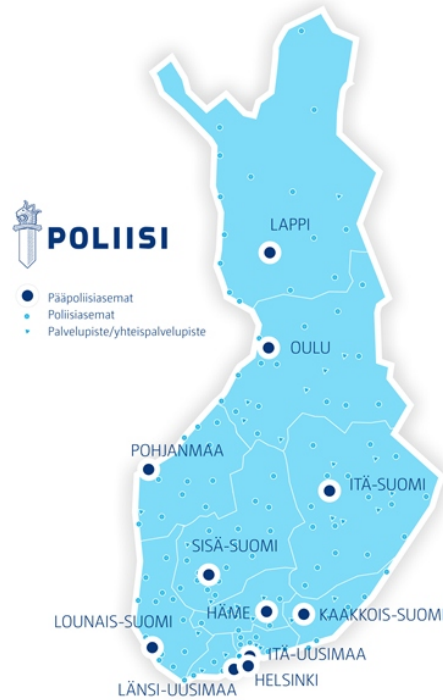 LAPPI
POLIISI
Pääpoliisiasemat
Poliisiasemat
Palvelupiste/yhteispalvelupiste
OULU
POHJANMAA
ITÄ-SUOMI
SISÄ-SUOMI
HÄME
KAAKKOIS-SUOMI
LOUNAIS-SUOMI
ITÄ-UUSIMAA
HELSINKI
LÄNSI-UUSIMAA